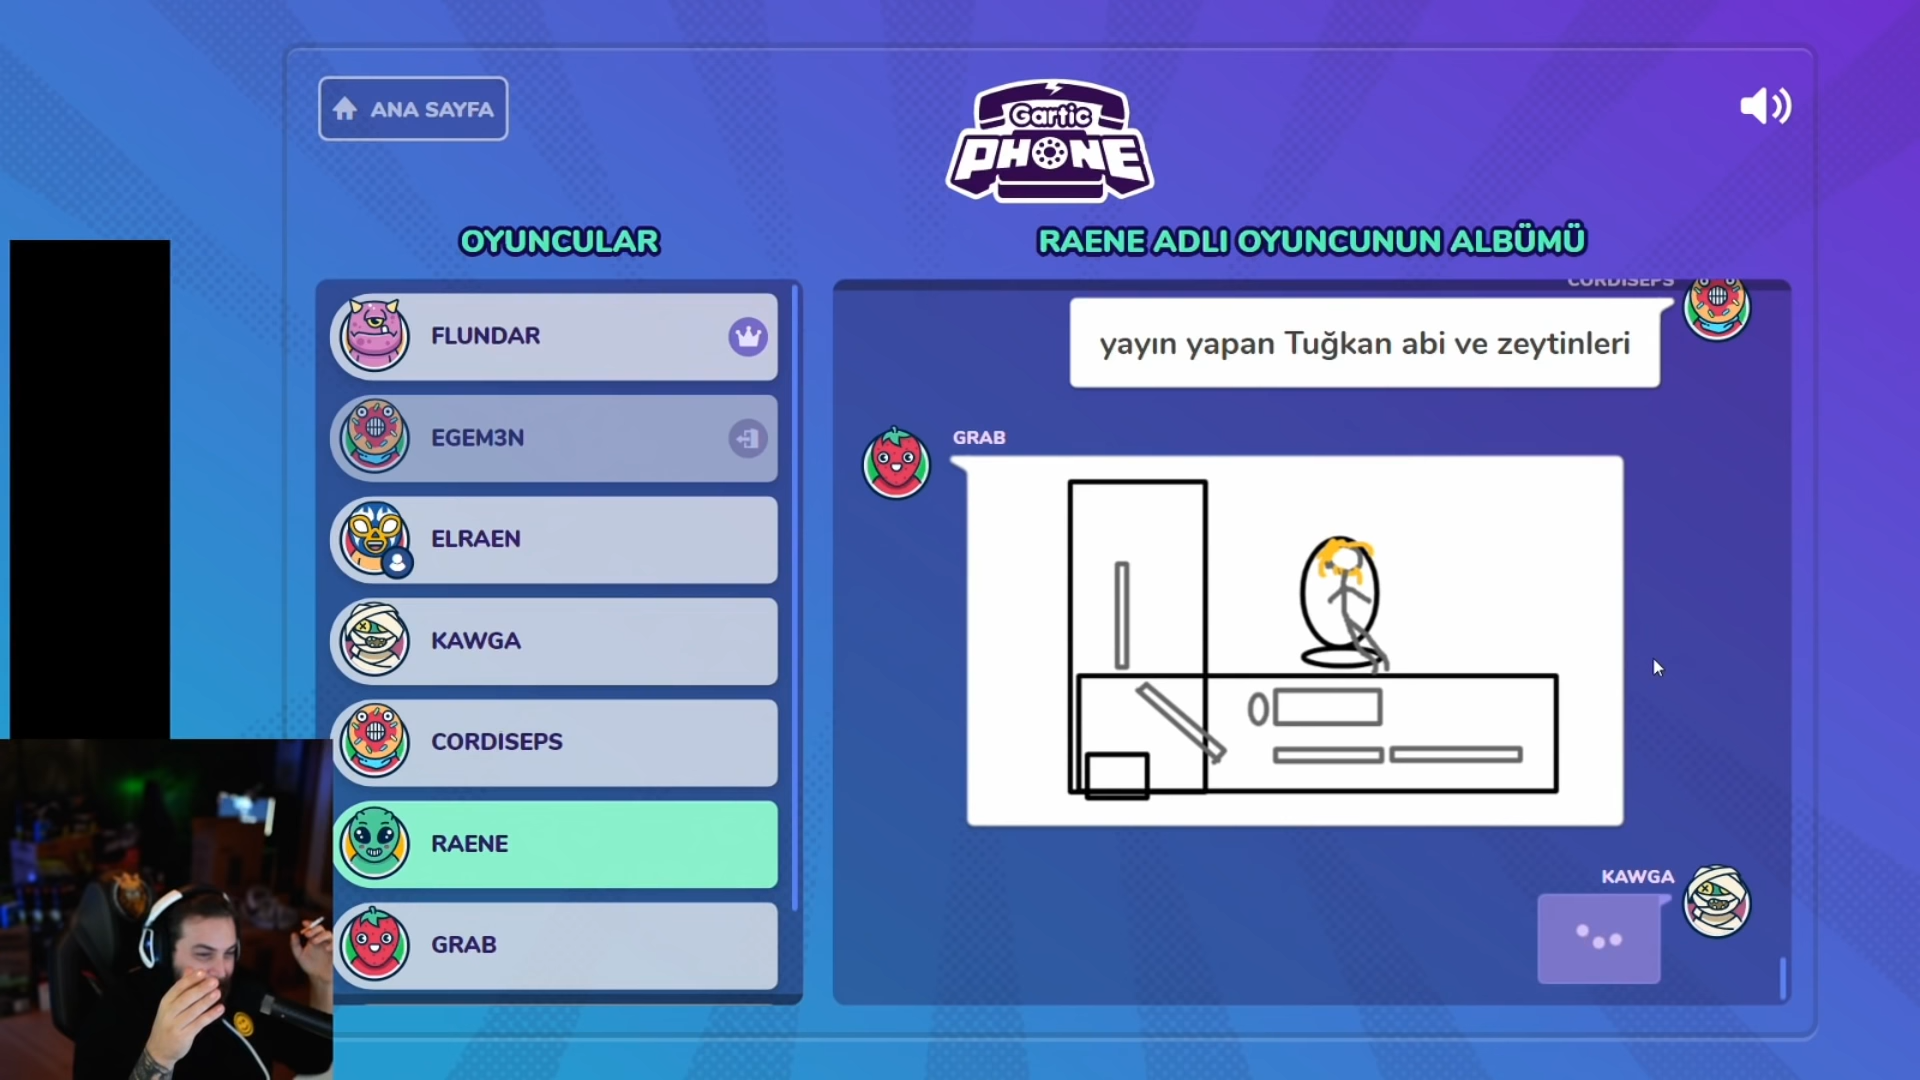 ANA SAYFA
Gartic
PHONE
OYUNCULAR
RAENE ADLI OYUNCUNUN ALBÜMÜ
FLUNDAR
EGEM3N
ELRAEN
KAWGA
CORDISEPS
RAENE
GRAB
CORDISEPS
yayın yapan Tuğkan abi ve zeytinleri
GRAB
KAWGA